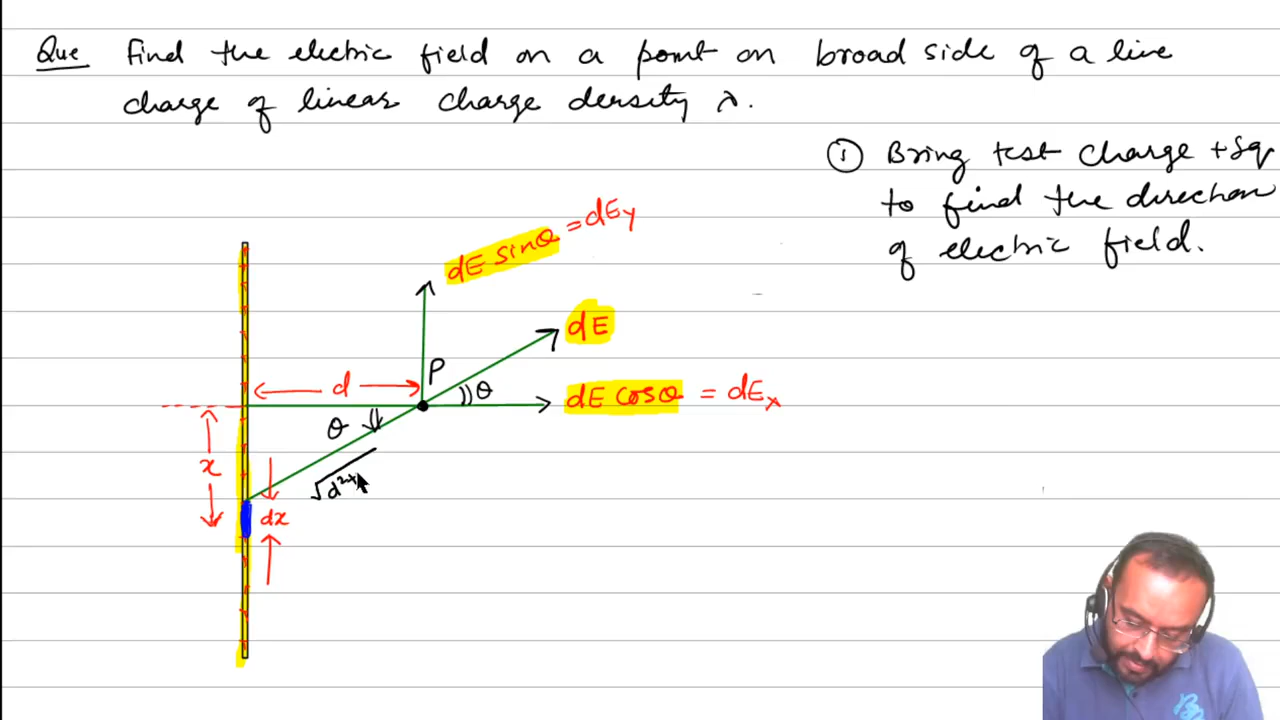 Que Find the electric field on a point on broad side of a line
charge of linear charge density λ.
① Bring test charge +δq
to find the direction
of electric field.
dE sinθ = dEy
dE
P
d
θ
dE cosθ = dEx
θ
x
√d²+
dx